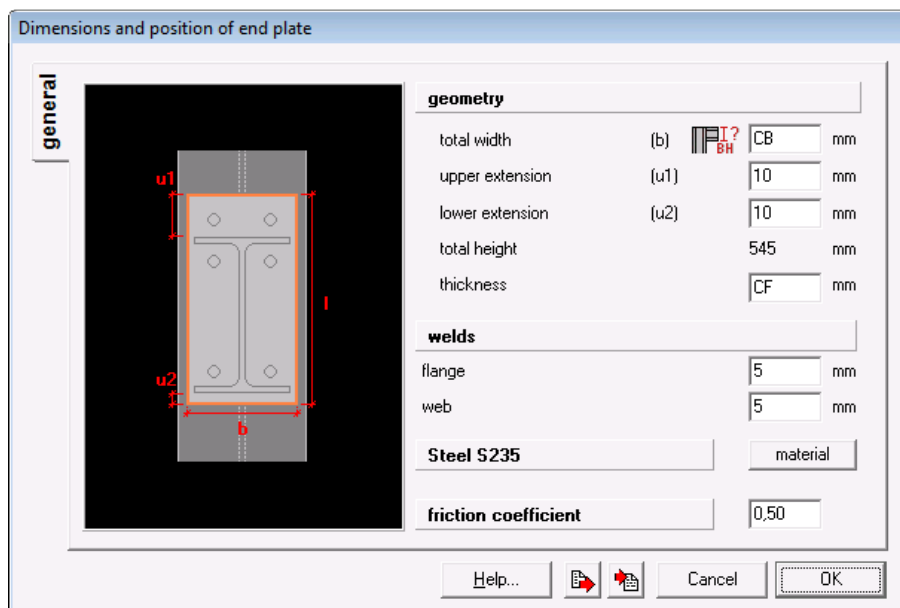 Dimensions and position of end plate
general
geometry
total width (b) I? BH CB mm
upper extension (u1) 10 mm
lower extension (u2) 10 mm
total height 545 mm
thickness CF mm
welds
flange 5 mm
web 5 mm
Steel S235 material
friction coefficient 0,50
u1
l
u2
b
Help... Cancel OK